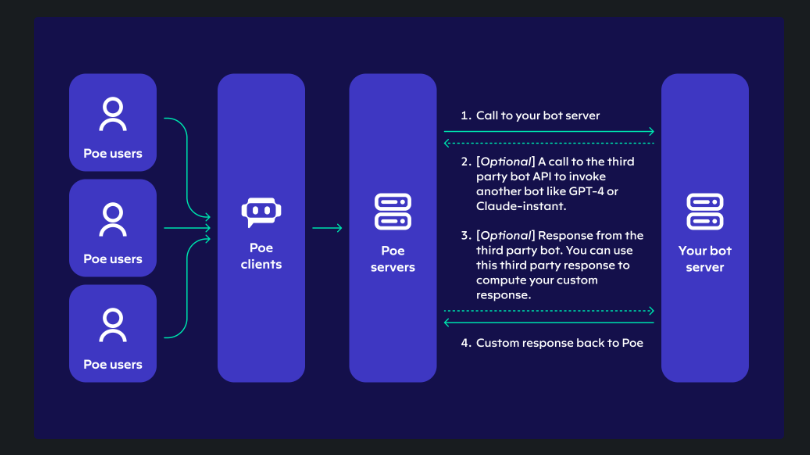 Poe users
Poe users
Poe users
Poe
clients
Poe
servers
1. Call to your bot server
2. [Optional] A call to the third
party bot API to invoke
another bot like GPT-4 or
Claude-instant.
3. [Optional] Response from the
third party bot. You can use
this third party response to
compute your custom
response.
4. Custom response back to Poe
Your bot
server